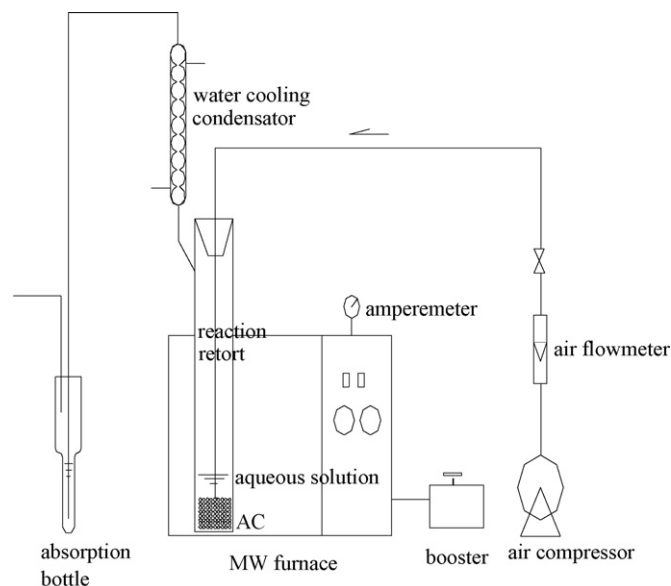 water cooling
condensator
amperemeter
reaction
retort
air flowmeter
aqueous solution
AC
absorption
bottle
MW furnace
booster
air compressor